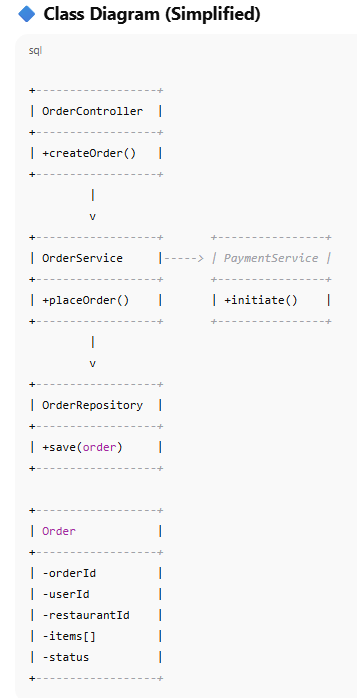 Class Diagram (Simplified)
sql
+------------------+
| OrderController  |
+------------------+
| +createOrder()   |
+------------------+
         |
         v
+------------------+       +----------------+
| OrderService     |-----> | PaymentService |
+------------------+       +----------------+
| +placeOrder()    |       | +initiate()    |
+------------------+       +----------------+
         |
         v
+------------------+
| OrderRepository  |
+------------------+
| +save(order)     |
+------------------+
+------------------+
| Order            |
+------------------+
| -orderId         |
| -userId          |
| -restaurantId    |
| -items[]         |
| -status          |
+------------------+